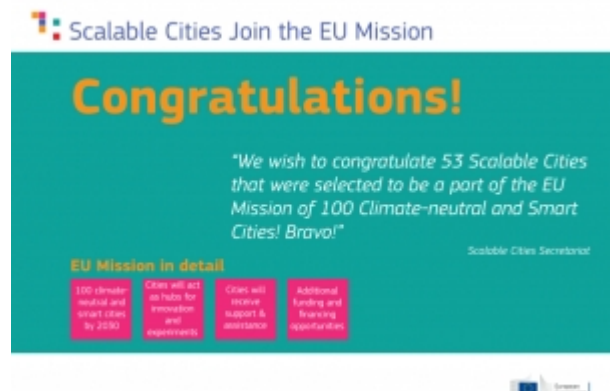 Scalable Cities Join the EU Mission
Congratulations!
"We wish to congratulate 53 Scalable Cities
that were selected to be a part of the EU
Mission of 100 Climate-neutral and Smart
Cities! Bravo!"
Scalable Cities Secretariat
EU Mission in detail
100 climate-
neutral and
smart cities
by 2030
Cities will act
as hubs for
innovation
and
experiments
Cities will
receive
support &
assistance
Additional
funding and
financing
opportunities
European